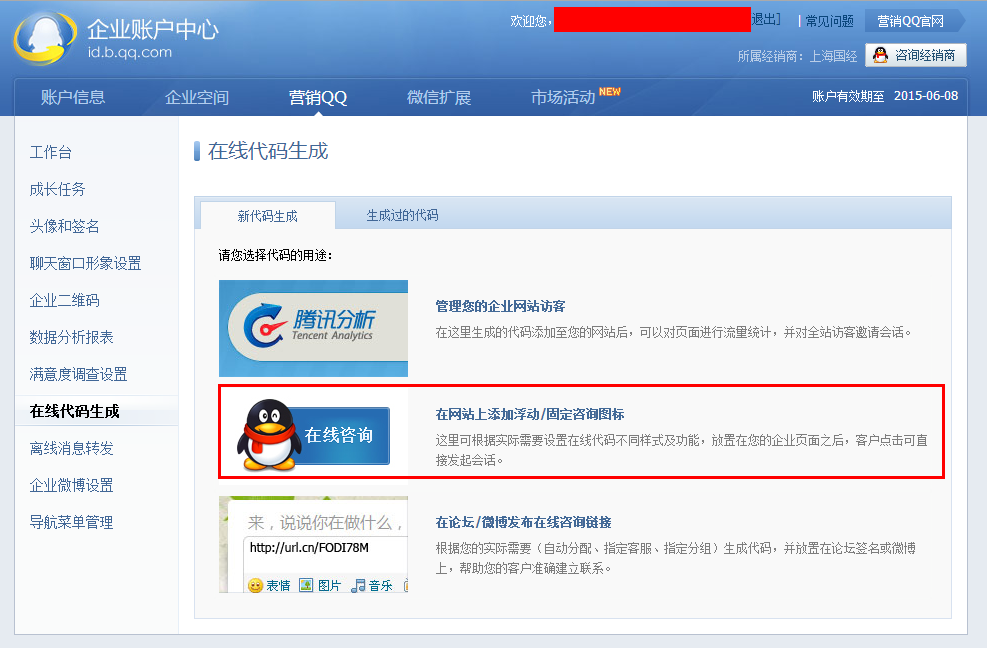 企业账户中心
id.b.qq.com
欢迎您,
退出]
常见问题
营销QQ官网
所属经销商：上海国经
咨询经销商
账户信息
企业空间
营销QQ
微信扩展
市场活动
NEW
账户有效期至 2015-06-08
工作台
成长任务
头像和签名
聊天窗口形象设置
企业二维码
数据分析报表
满意度调查设置
在线代码生成
离线消息转发
企业微博设置
导航菜单管理
在线代码生成
新代码生成
生成过的代码
请您选择代码的用途：
腾讯分析
Tencent Analytics
管理您的企业网站访客
在这里生成的代码添加至您的网站后，可以对页面进行流量统计，并对全站访客邀请会话。
在线咨询
在网站上添加浮动/固定咨询图标
这里可根据实际需要设置在线代码不同样式及功能，放置在您的企业页面之后，客户点击可直
接发起会话。
来，说说你在做什么，
http://url.cn/FODI78M
表情
图片
音乐
在论坛/微博发布在线咨询链接
根据您的实际需要（自动分配、指定客服、指定分组）生成代码，并放置在论坛签名或微博
上，帮助您的客户准确建立联系。